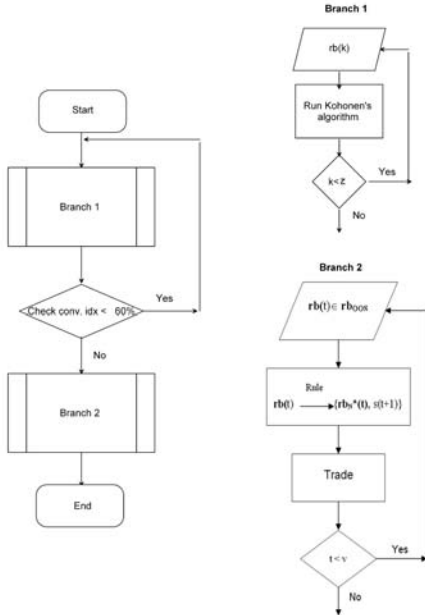 Start
Branch 1
Check conv. idx < 60%
Yes
No
Branch 2
End
Branch 1
rb(k)
Run Kohonen's
algorithm
k<z
Yes
No
Branch 2
rb(t)∈ rbOOS
Rule
rb(t) ⟶ {rbN*(t), s(t+1)}
Trade
t<v
Yes
No